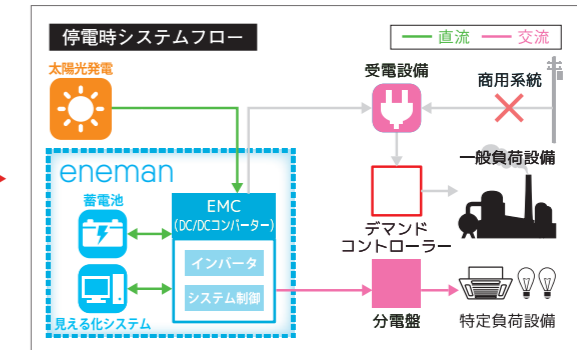 停電時システムフロー
直流
交流
太陽光発電
受電設備
商用系統
eneman
一般負荷設備
蓄電池
EMC
(DC/DCコンバーター)
デマンド
コントローラー
インバータ
システム制御
見える化システム
分電盤
特定負荷設備